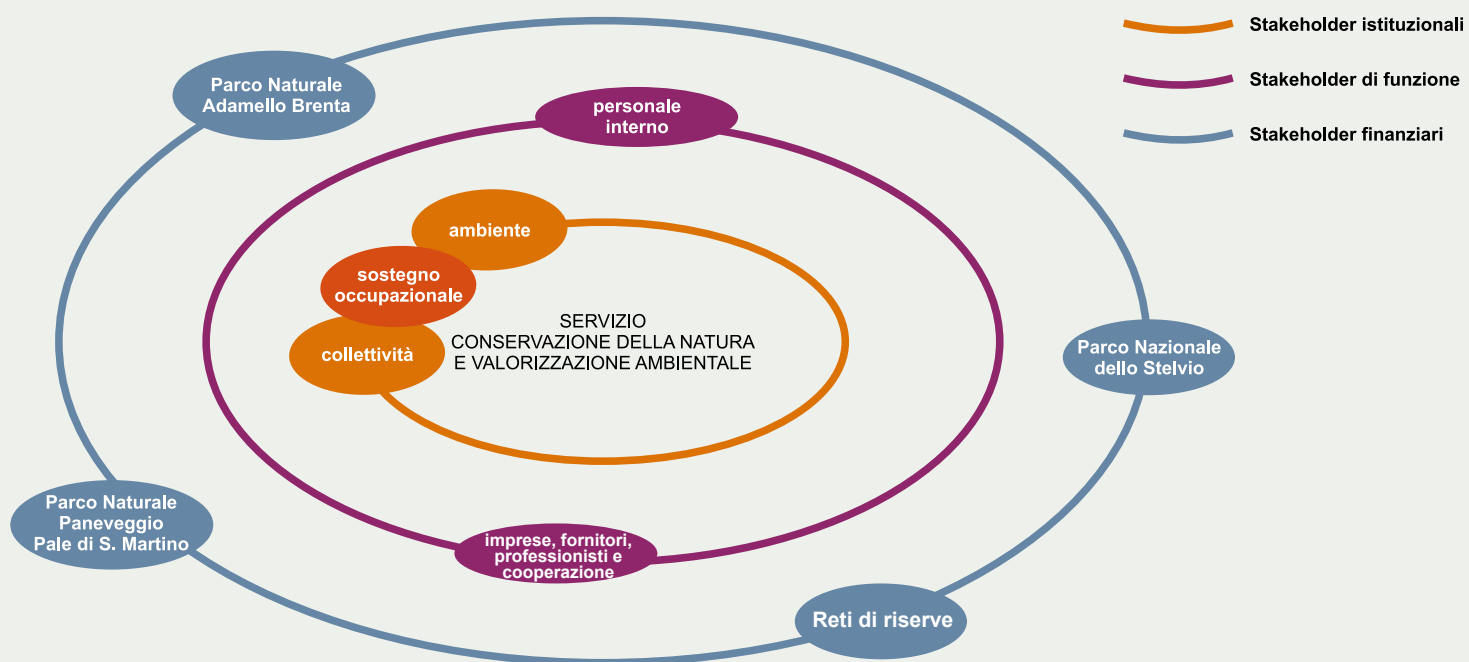 Stakeholder istituzionali
Stakeholder di funzione
Stakeholder finanziari
Parco Naturale
Adamello Brenta
personale
interno
ambiente
sostegno
occupazionale
collettività
SERVIZIO
CONSERVAZIONE DELLA NATURA
E VALORIZZAZIONE AMBIENTALE
Parco Nazionale
dello Stelvio
Parco Naturale
Paneveggio
Pale di S. Martino
imprese, fornitori,
professionisti e
cooperazione
Reti di riserve